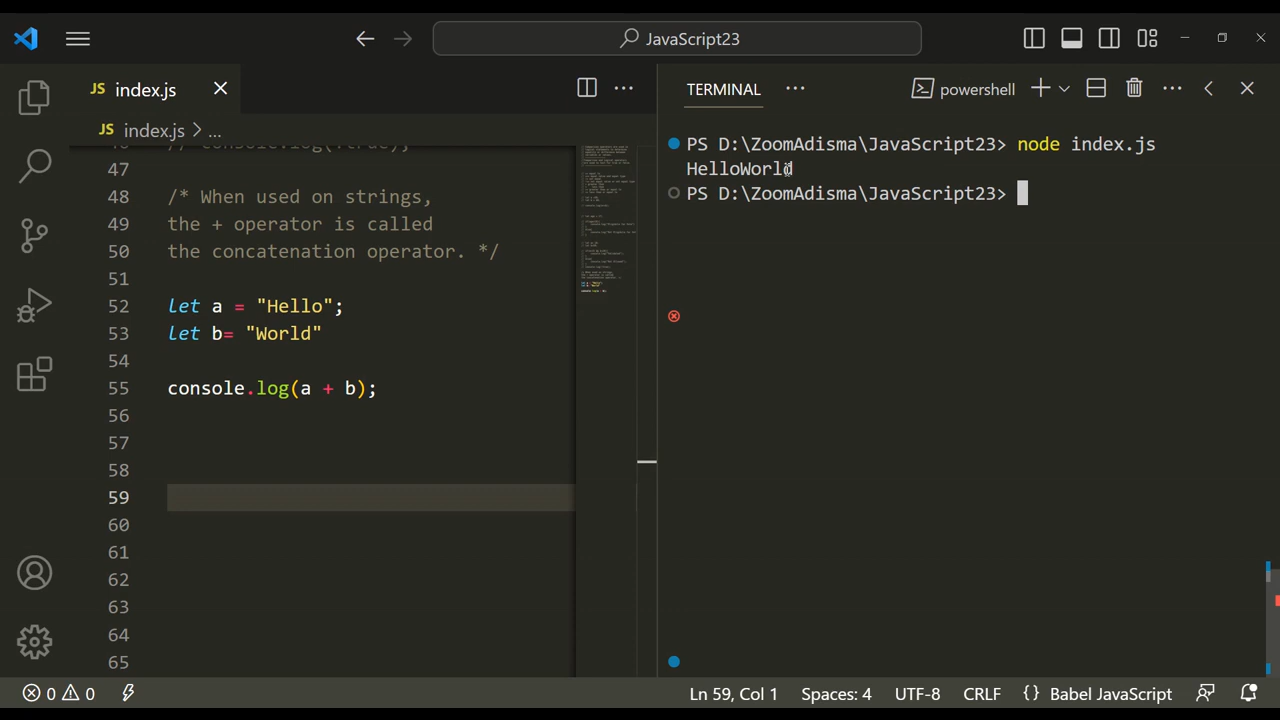 JavaScript23
JS index.js
JS index.js > ...
TERMINAL
powershell
47
48 /* When used on strings,
49 the + operator is called
50 the concatenation operator. */
51
52 let a = "Hello";
53 let b= "World"
54
55 console.log(a + b);
56
57
58
59
60
61
62
63
64
65
PS D:\ZoomAdisma\JavaScript23> node index.js
HelloWorld
PS D:\ZoomAdisma\JavaScript23>
0 0
Ln 59, Col 1 Spaces: 4 UTF-8 CRLF {} Babel JavaScript